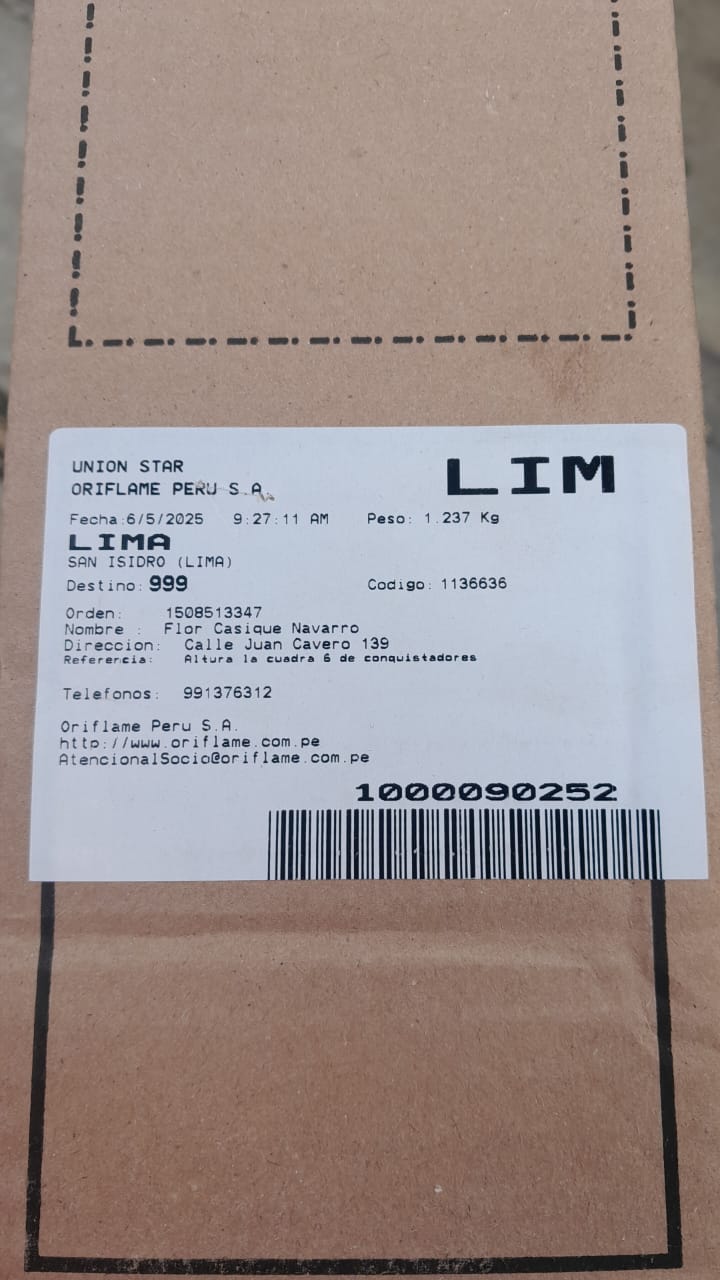 UNION STAR
LIM
ORIFLAME PERU S.A.
Fecha:6/5/2025 9:27:11 AM Peso: 1.237 Kg
LIMA
SAN ISIDRO (LIMA)
Destino: 999 Codigo: 1136636
Orden: 1508513347
Nombre : Flor Casique Navarro
Direccion: Calle Juan Cavero 139
Referencia: Altura la cuadra 6 de conquistadores
Telefonos: 991376312
Oriflame Peru S.A.
http://www.oriflame.com.pe
AtencionalSocio@oriflame.com.pe
1000090252